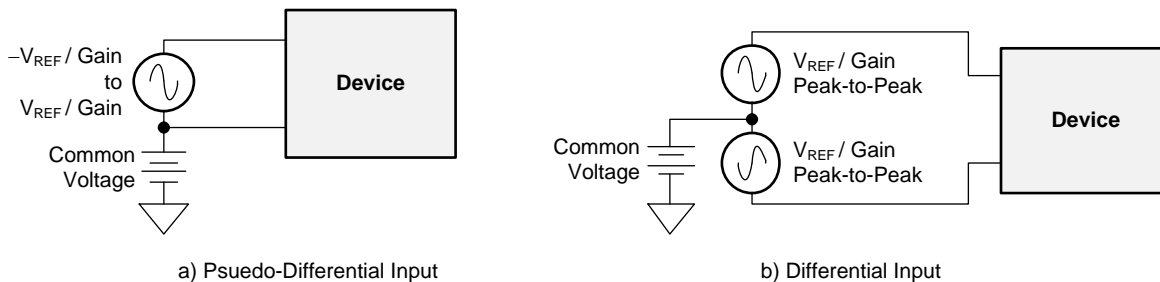 −VREF / Gain
to
VREF / Gain
Device
Common
Voltage
a) Psuedo-Differential Input
VREF / Gain
Peak-to-Peak
Common
Voltage
VREF / Gain
Peak-to-Peak
Device
b) Differential Input